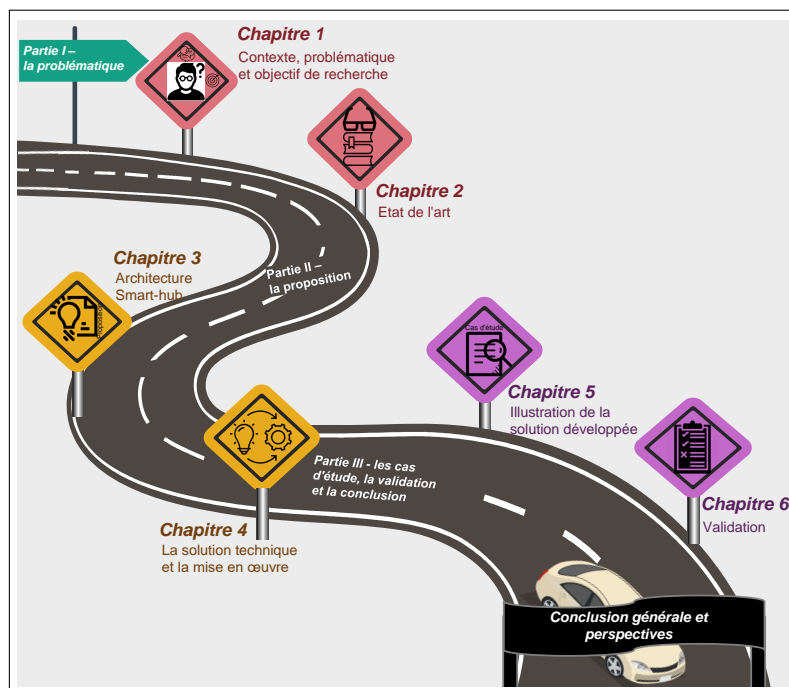 Partie I –
la problématique
Chapitre 1
Contexte, problématique
et objectif de recherche
Chapitre 2
Etat de l'art
Partie II –
la proposition
Chapitre 3
Architecture
Smart-hub
Proposition
Cas d'étude
Chapitre 5
Illustration de la
solution développée
Partie III - les cas
d'étude, la validation
et la conclusion
Chapitre 4
La solution technique
et la mise en œuvre
Chapitre 6
Validation
Conclusion générale et
perspectives